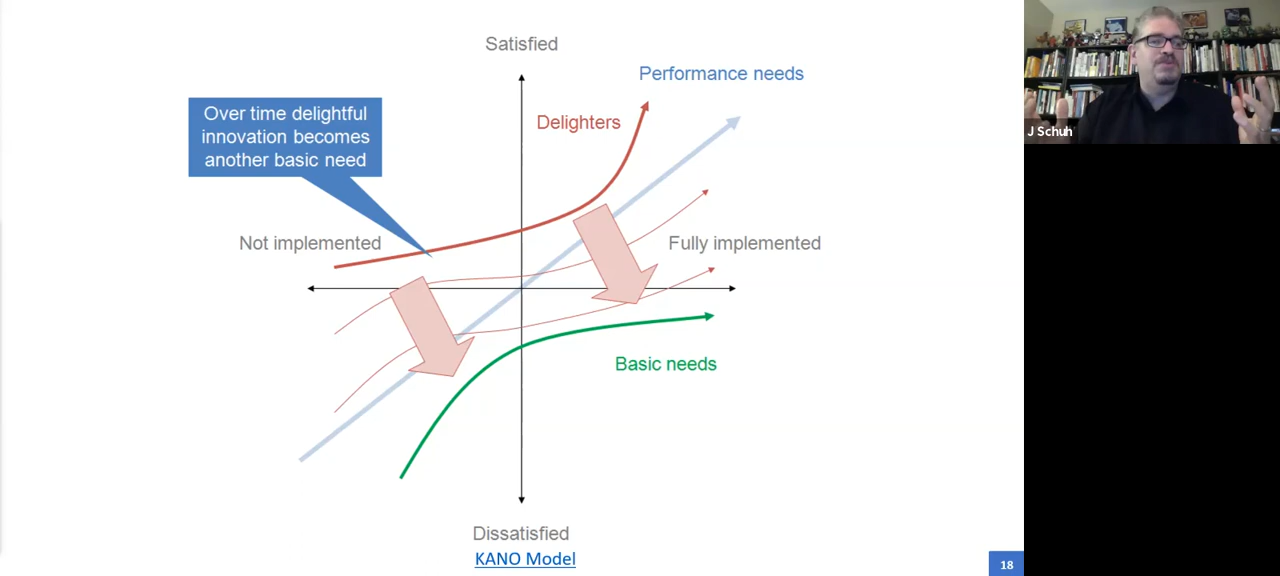 Satisfied
Performance needs
Over time delightful
innovation becomes
another basic need
Delighters
J Schuh
Not implemented
Fully implemented
Basic needs
Dissatisfied
KANO Model
18